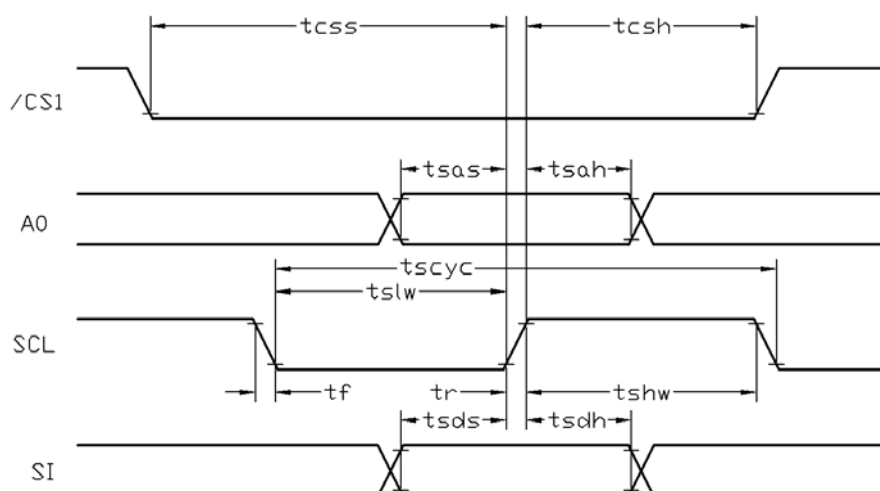 tcss tcsh
/CS1
tsas tsah
A0
tscyc
tslw
SCL
tf tr tshw
tsds tsdh
SI